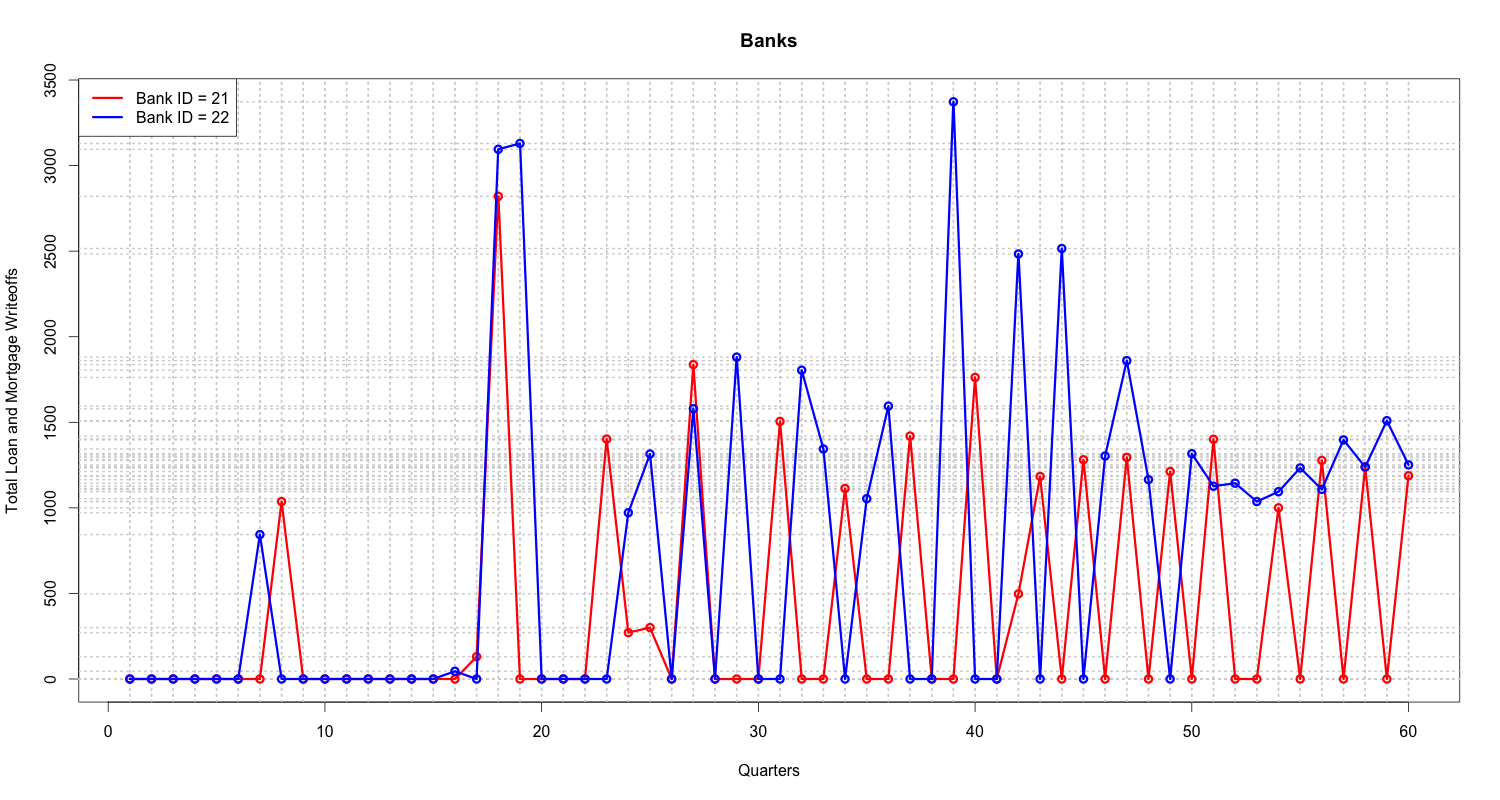 Banks
Bank ID = 21
Bank ID = 22
Total Loan and Mortgage Writeoffs
3500
3000
2500
2000
1500
1000
500
0
0 10 20 30 40 50 60
Quarters